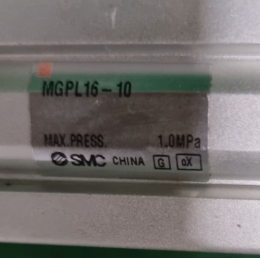 MGPL16-10
MAX.PRESS. 1.0MPa
SMC CHINA G αX